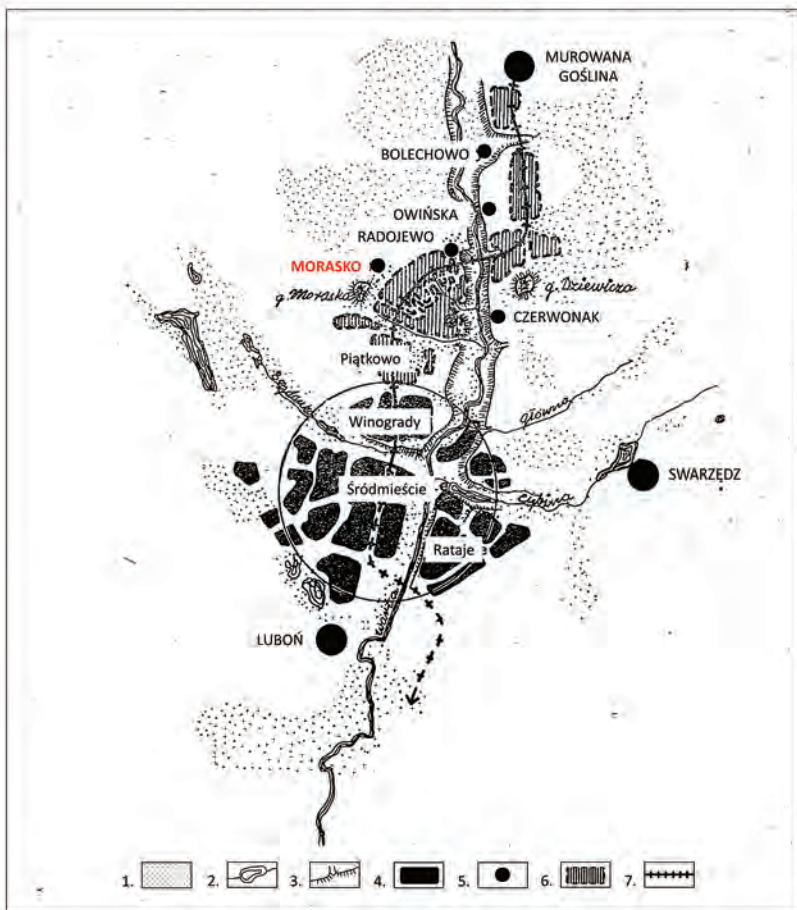 MUROWANA
GOŚLINA
BOLECHOWO
OWIŃSKA
RADOJEWO
MORASKO
g. Moraska
g. Dziewicza
CZERWONAK
Piątkowo
Winogrady
główna
SWARZĘDZ
Śródmieście
Cybina
Rataje
LUBOŃ
1. 2. 3. 4. 5. 6. 7.